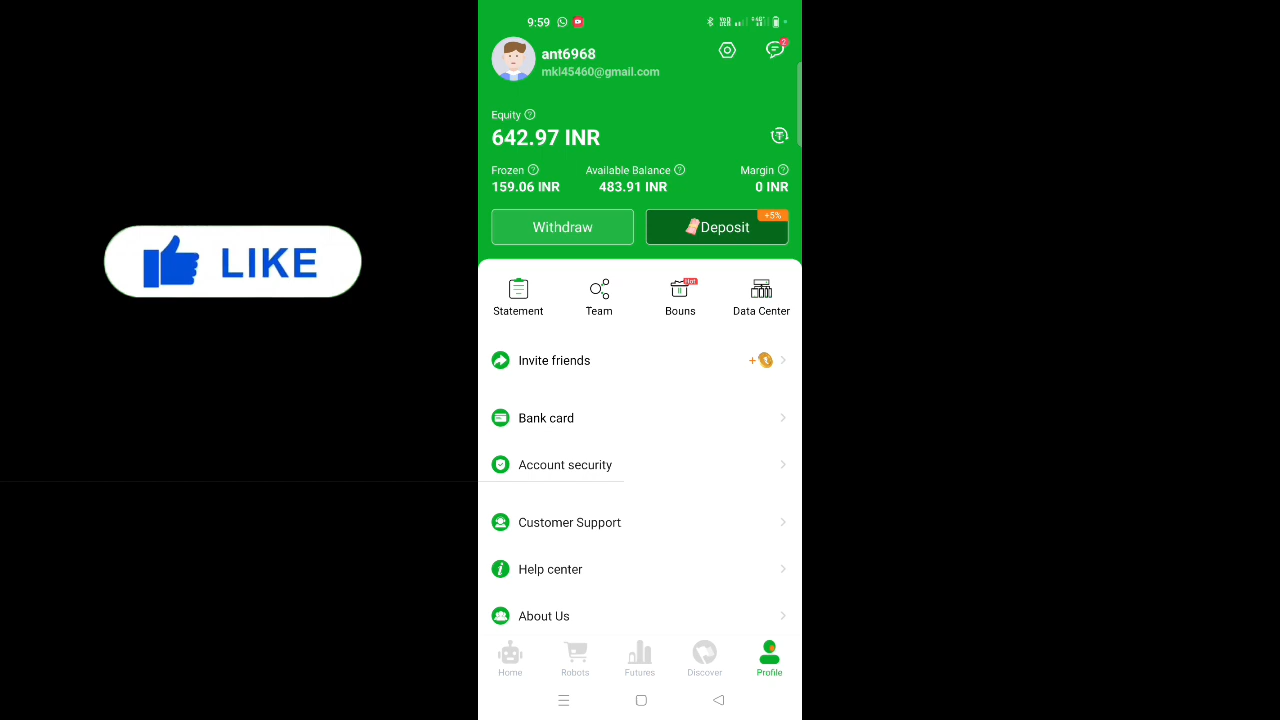 9:59
ant6968
2
mkl45460@gmail.com
Equity
642.97 INR
Frozen Available Balance Margin
159.06 INR 483.91 INR 0 INR
+5%
Withdraw Deposit
LIKE
Hot
Statement Team Bouns Data Center
Invite friends +
Bank card
Account security
Customer Support
Help center
About Us
Home Robots Futures Discover Profile